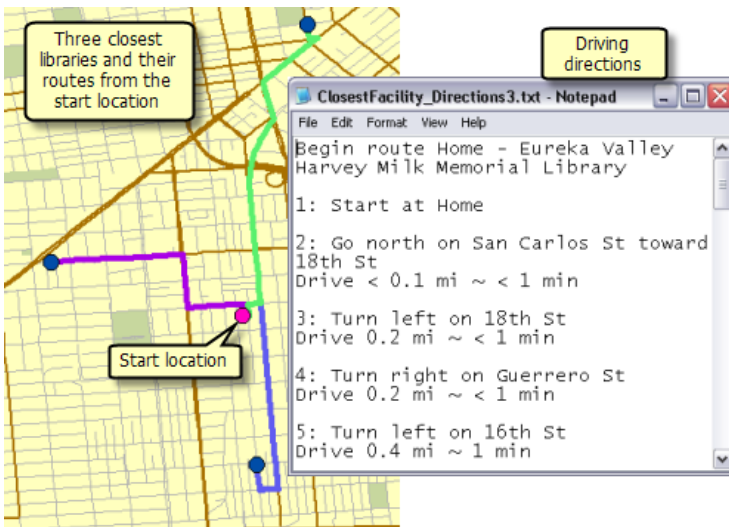 Three closest
libraries and their
routes from the
start location
Driving
directions
ClosestFacility_Directions3.txt - Notepad
File Edit Format View Help
Begin route Home - Eureka Valley
Harvey Milk Memorial Library
1: Start at Home
2: Go north on San Carlos St toward
18th St
Drive < 0.1 mi ~ < 1 min
3: Turn left on 18th St
Drive 0.2 mi ~ < 1 min
4: Turn right on Guerrero St
Drive 0.2 mi ~ < 1 min
5: Turn left on 16th St
Drive 0.4 mi ~ 1 min
Start location